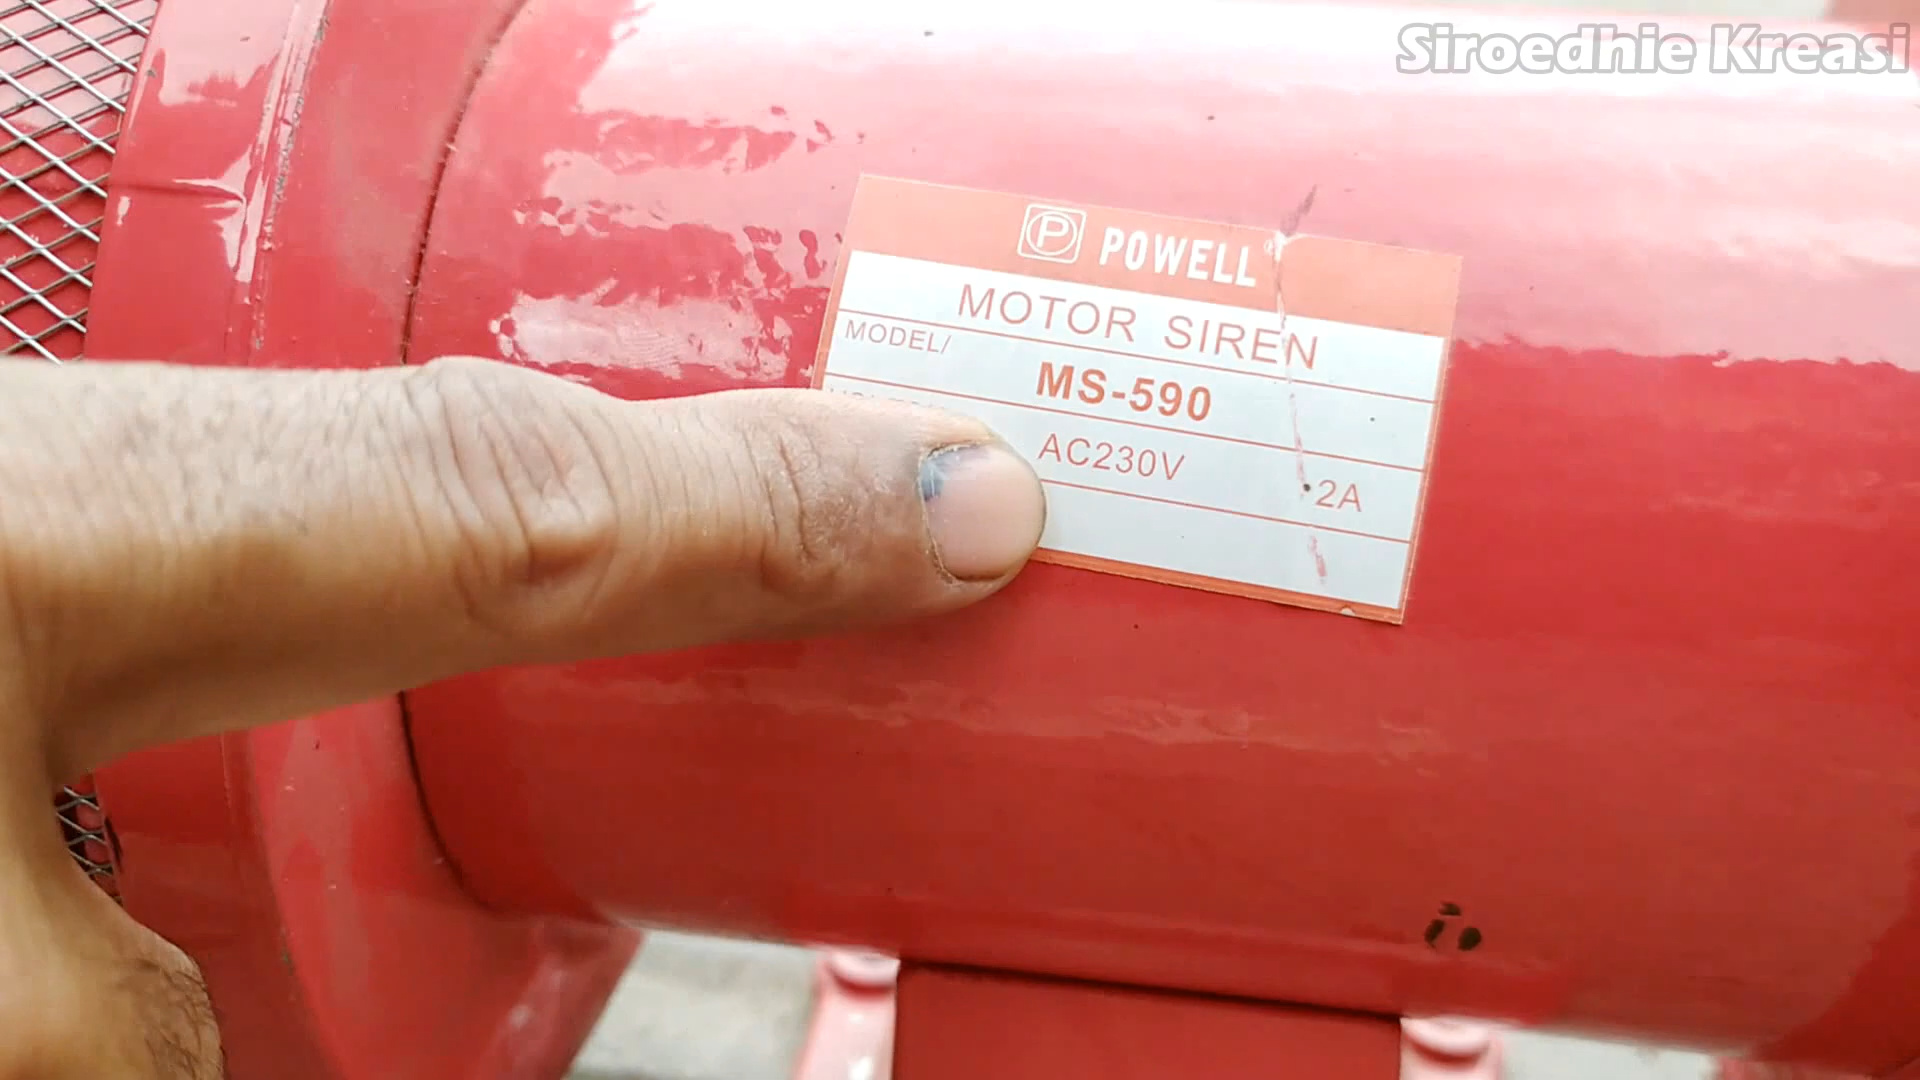 Siroedhie Kreasi
P POWELL
MOTOR SIREN
MODEL/
MS-590
AC230V 2A